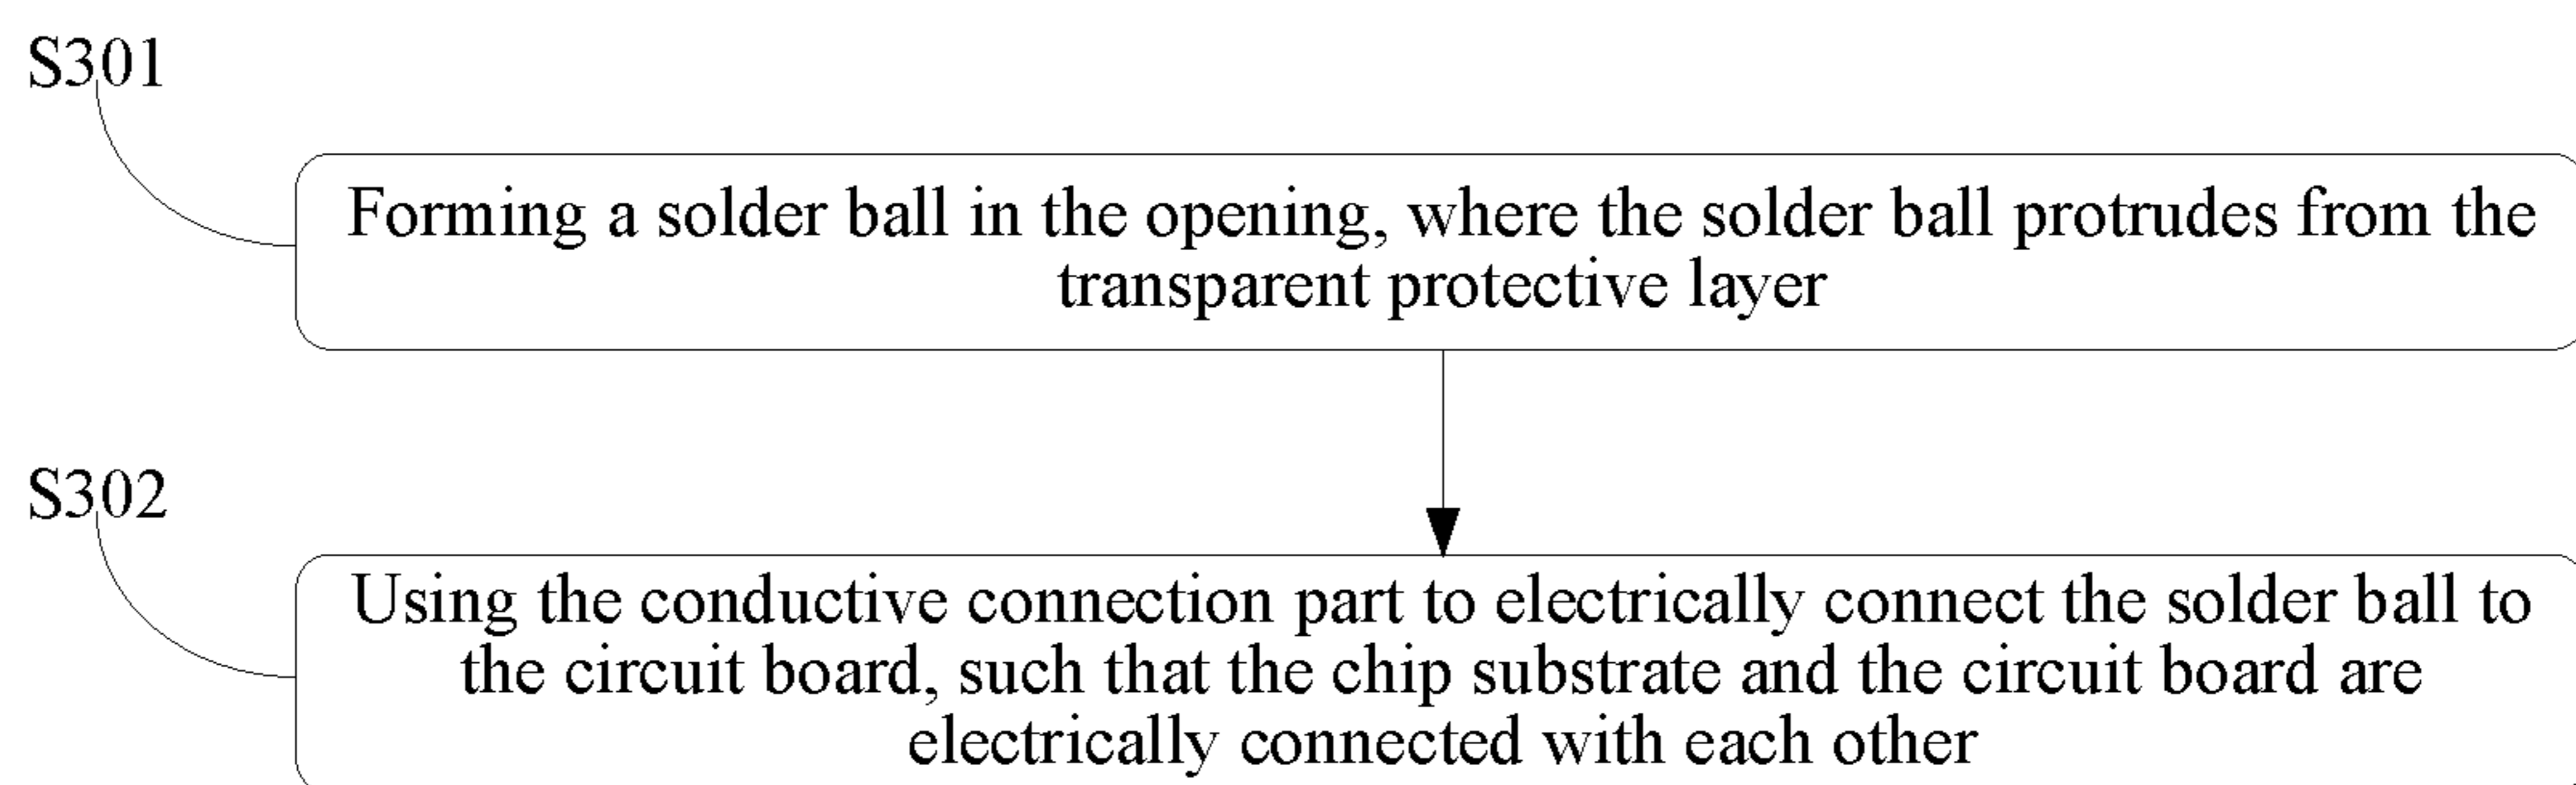 S301
Forming a solder ball in the opening, where the solder ball protrudes from the
transparent protective layer
S302
Using the conductive connection part to electrically connect the solder ball to
the circuit board, such that the chip substrate and the circuit board are
electrically connected with each other